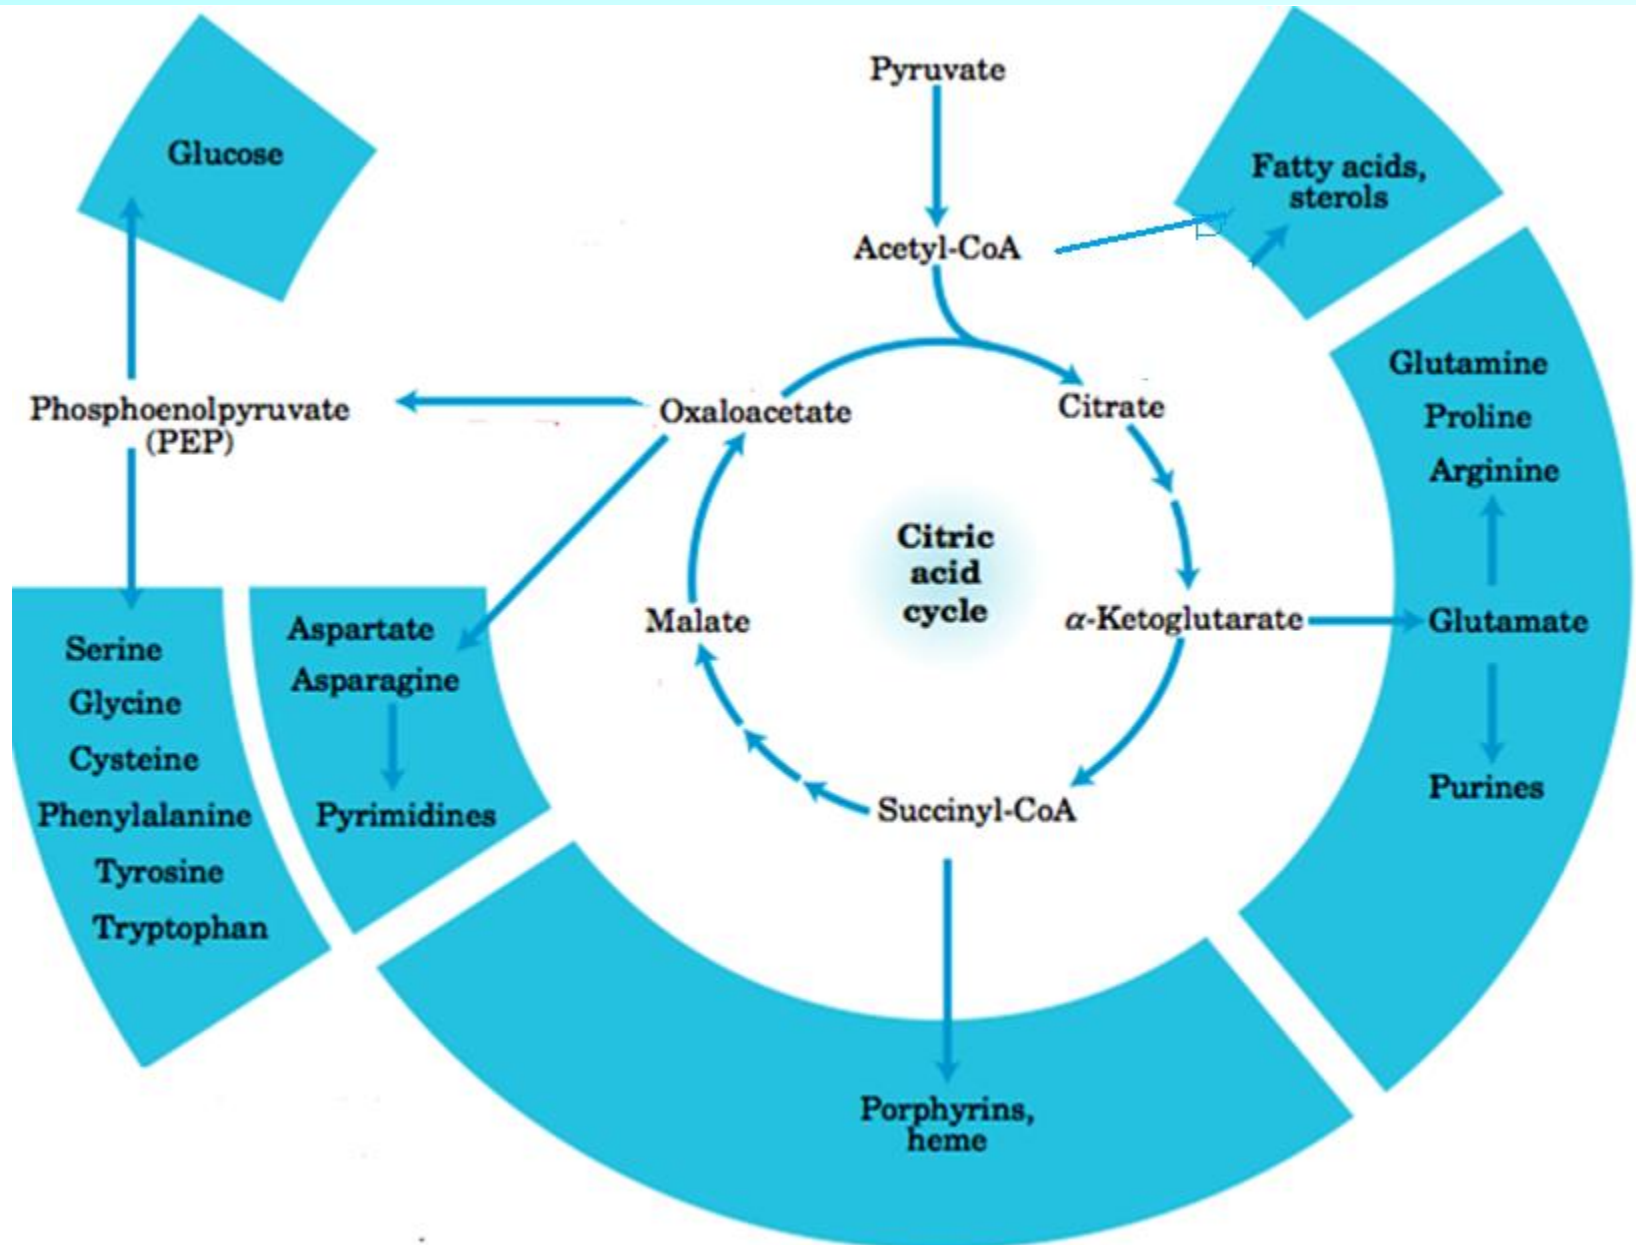 Pyruvate
Glucose
Fatty acids,
sterols
Acetyl-CoA
Glutamine
Proline
Arginine
Phosphoenolpyruvate
(PEP)
Oxaloacetate
Citrate
Citric
acid
cycle
Malate
α-Ketoglutarate
Glutamate
Serine
Glycine
Cysteine
Phenylalanine
Tyrosine
Tryptophan
Aspartate
Asparagine
Pyrimidines
Succinyl-CoA
Purines
Porphyrins,
heme